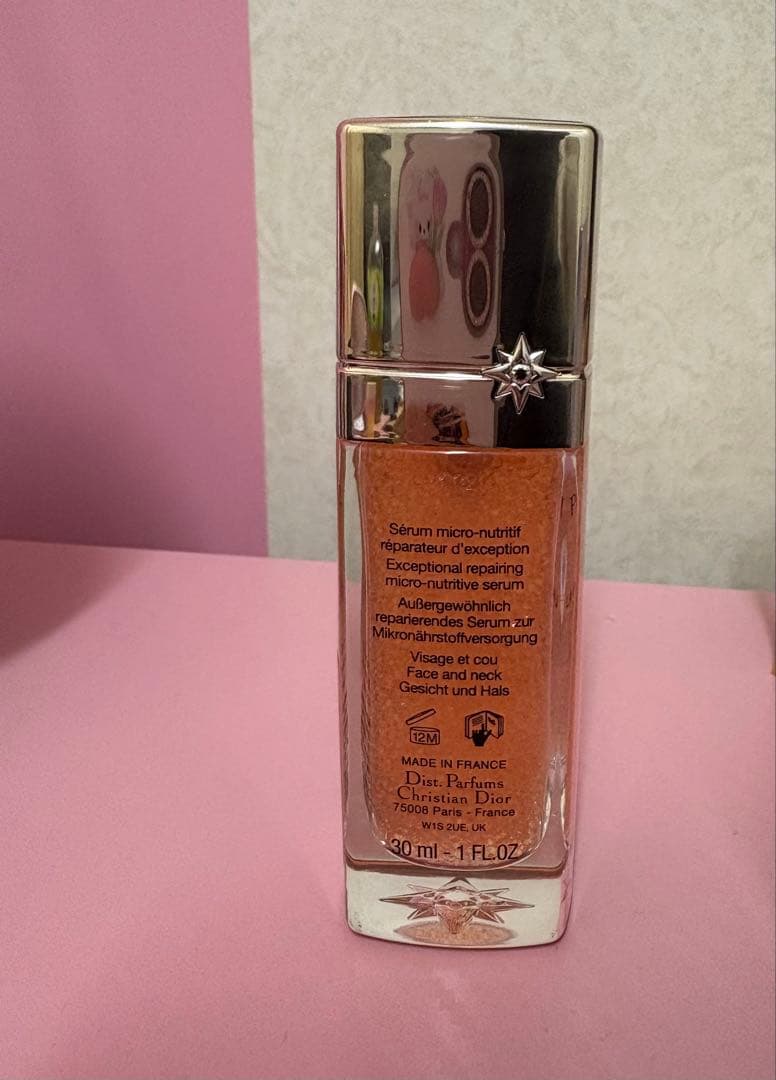 Sérum micro-nutritif
réparateur d'exception
Exceptional repairing
micro-nutritive serum
Außergewöhnlich
reparierendes Serum zur
Mikronährstoffversorgung
Visage et cou
Face and neck
Gesicht und Hals
12M
MADE IN FRANCE
Dist. Parfums
Christian Dior
75008 Paris - France
W1S 2UE, UK
30 ml - 1 FL.OZ